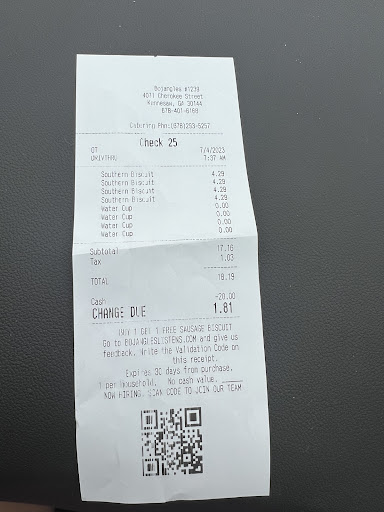 Bojangles #1239
4011 Cherokee Street
Kennesaw, GA 30144
678-401-6168
Catering Phn:(678)293-5257
Check 25
GT 7/4/2023
DRIVTHRU 7:37 AM
Southern Biscuit 4.29
Southern Biscuit 4.29
Southern Biscuit 4.29
Southern Biscuit 4.29
Water Cup 0.00
Water Cup 0.00
Water Cup 0.00
Water Cup 0.00
Subtotal 17.16
Tax 1.03
TOTAL 18.19
Cash -20.00
CHANGE DUE 1.81
!BUY 1 GET 1 FREE SAUSAGE BISCUIT
Go to BOJANGLESLISTENS.COM and give us
feedback. Write the Validation Code on
this receipt.
Expires 30 days from purchase.
1 per household. No cash value. ____
NOW HIRING. SCAN CODE TO JOIN OUR TEAM